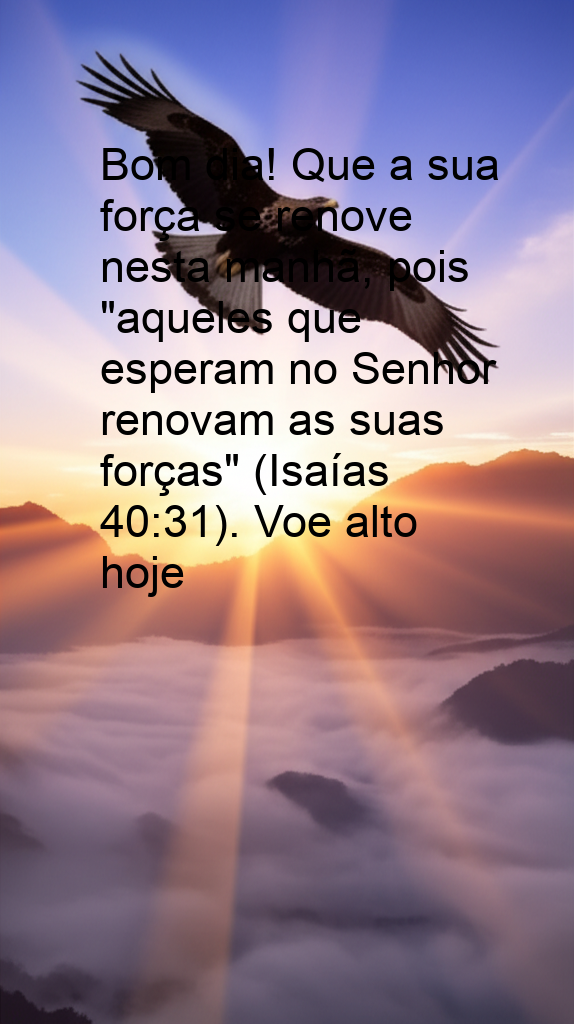 Bom dia! Que a sua
força se renove
nesta manhã, pois
"aqueles que
esperam no Senhor
renovam as suas
forças" (Isaías
40:31). Voe alto
hoje